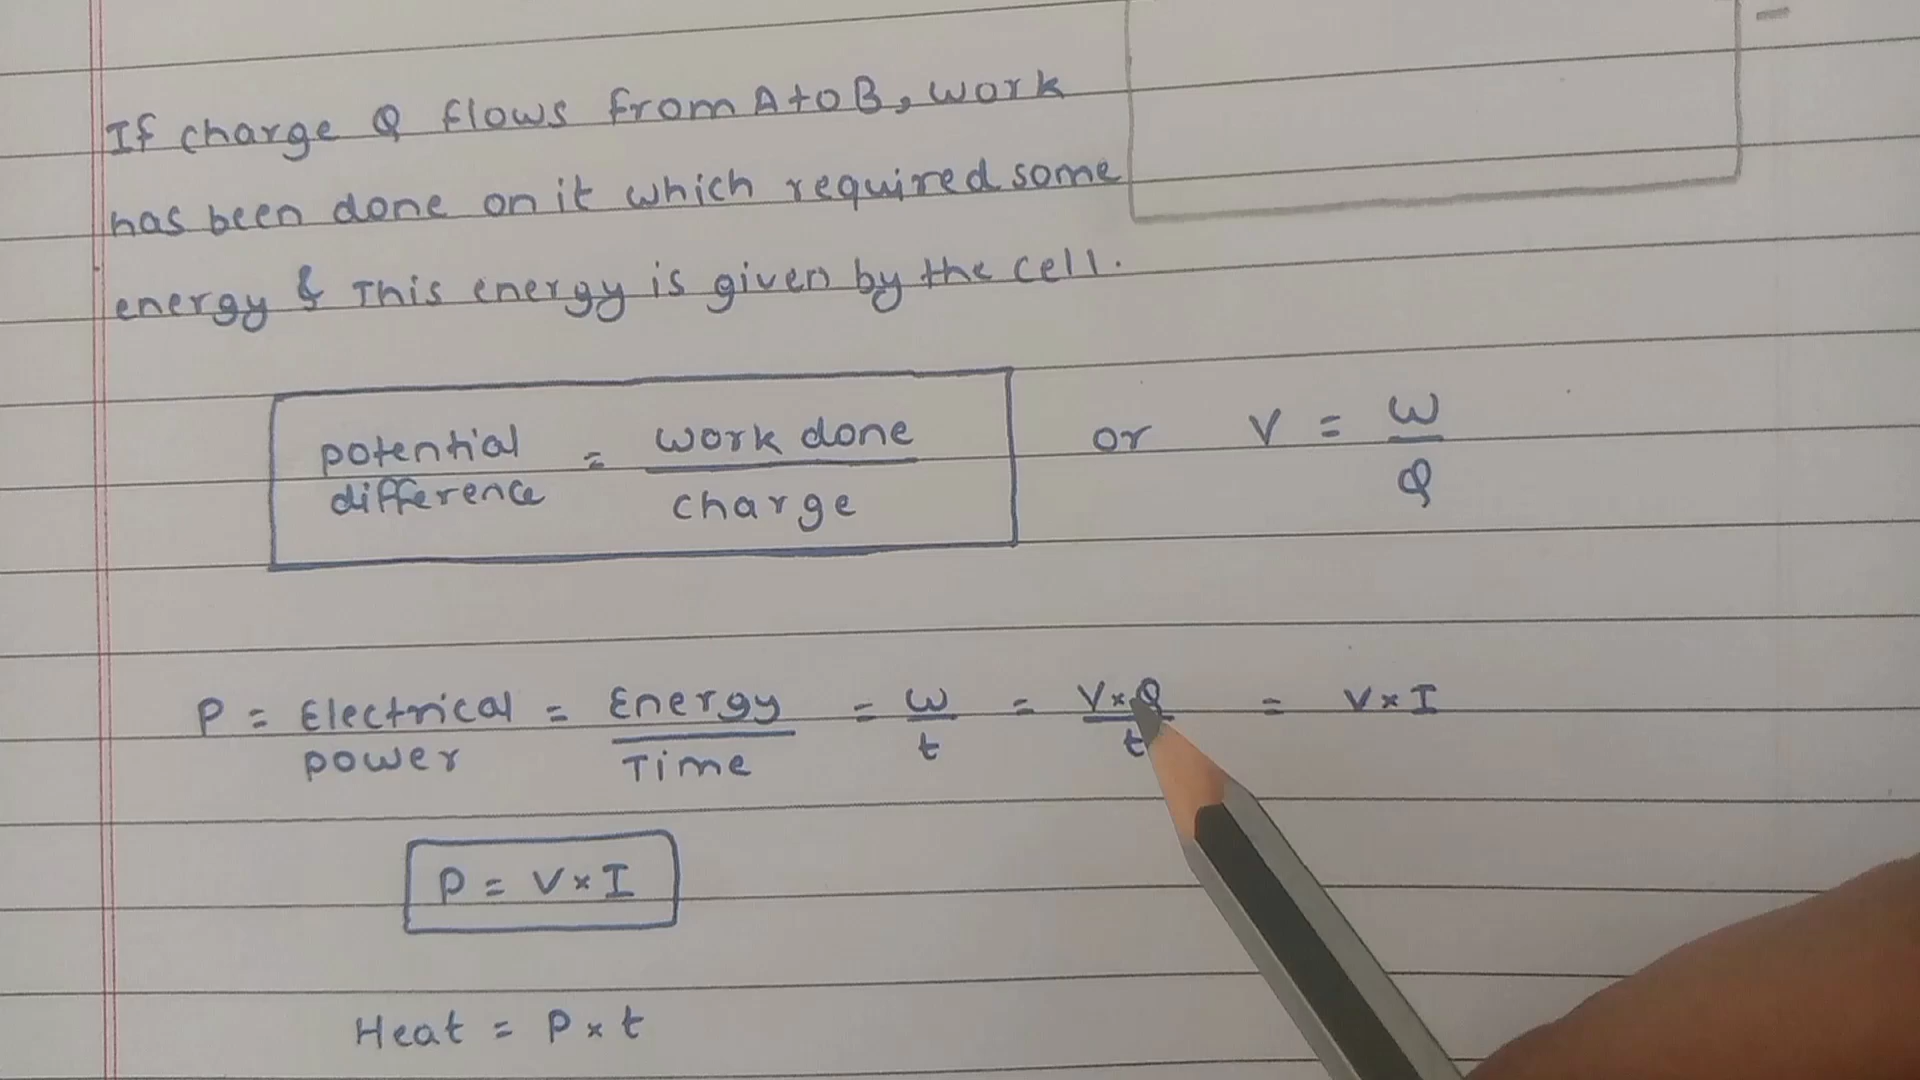 If charge Q flows from A to B, work
has been done on it which required some
energy & This energy is given by the cell.
potential difference = work done / charge or V = W / Q
P = Electrical power = Energy / Time = W / t = V × Q / t = V × I
P = V × I
Heat = P × t